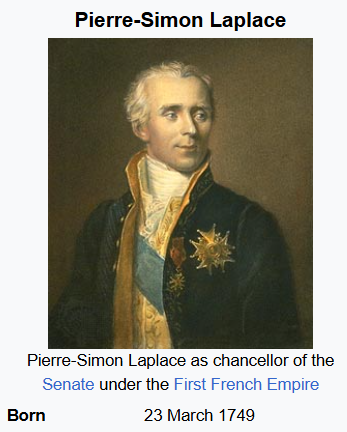 Pierre-Simon Laplace
Pierre-Simon Laplace as chancellor of the
Senate under the First French Empire
Born 23 March 1749